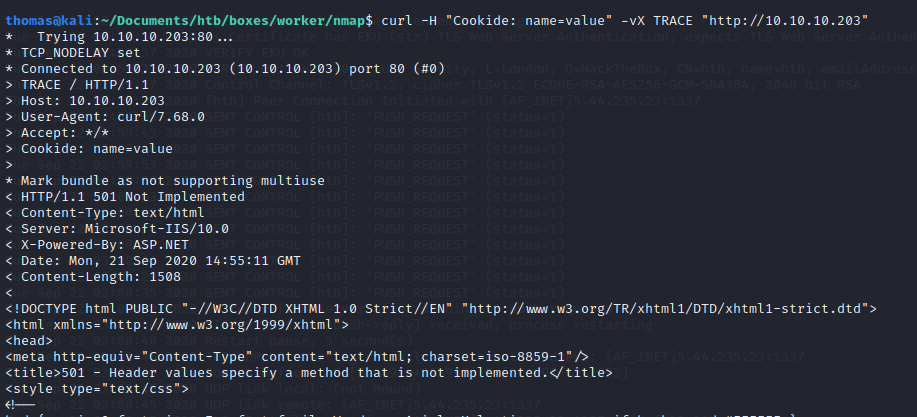 thomas@kali:~/Documents/htb/boxes/worker/nmap$ curl -H "Cookide: name=value" -vX TRACE "http://10.10.10.203"
*   Trying 10.10.10.203:80...
* TCP_NODELAY set
* Connected to 10.10.10.203 (10.10.10.203) port 80 (#0)
> TRACE / HTTP/1.1
> Host: 10.10.10.203
> User-Agent: curl/7.68.0
> Accept: */*
> Cookide: name=value
>
* Mark bundle as not supporting multiuse
< HTTP/1.1 501 Not Implemented
< Content-Type: text/html
< Server: Microsoft-IIS/10.0
< X-Powered-By: ASP.NET
< Date: Mon, 21 Sep 2020 14:55:11 GMT
< Content-Length: 1508
<
<!DOCTYPE html PUBLIC "-//W3C//DTD XHTML 1.0 Strict//EN" "http://www.w3.org/TR/xhtml1/DTD/xhtml1-strict.dtd">
<html xmlns="http://www.w3.org/1999/xhtml">
<head>
<meta http-equiv="Content-Type" content="text/html; charset=iso-8859-1"/>
<title>501 - Header values specify a method that is not implemented.</title>
<style type="text/css">
<!--